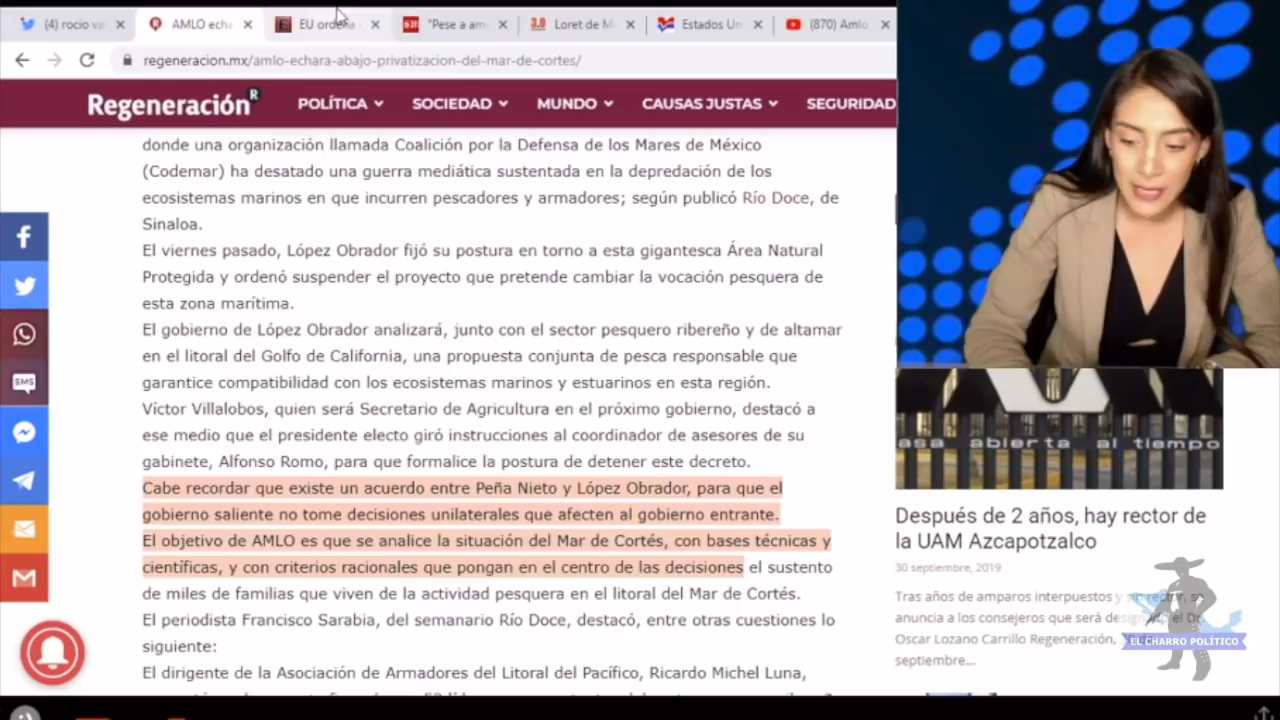 (4) rocio va
AMLO echa
EU orde
"Pese a am
Loret de M
Estados Un
(870) Amlo
regeneracion.mx/amlo-echara-abajo-privatizacion-del-mar-de-cortes/
Regeneración R
POLÍTICA
SOCIEDAD
MUNDO
CAUSAS JUSTAS
SEGURIDAD
donde una organización llamada Coalición por la Defensa de los Mares de México
(Codemar) ha desatado una guerra mediática sustentada en la depredación de los
ecosistemas marinos en que incurren pescadores y armadores; según publicó Río Doce, de
Sinaloa.
El viernes pasado, López Obrador fijó su postura en torno a esta gigantesca Área Natural
Protegida y ordenó suspender el proyecto que pretende cambiar la vocación pesquera de
esta zona marítima.
El gobierno de López Obrador analizará, junto con el sector pesquero ribereño y de altamar
en el litoral del Golfo de California, una propuesta conjunta de pesca responsable que
garantice compatibilidad con los ecosistemas marinos y estuarinos en esta región.
Víctor Villalobos, quien será Secretario de Agricultura en el próximo gobierno, destacó a
ese medio que el presidente electo giró instrucciones al coordinador de asesores de su
gabinete, Alfonso Romo, para que formalice la postura de detener este decreto.
Cabe recordar que existe un acuerdo entre Peña Nieto y López Obrador, para que el
gobierno saliente no tome decisiones unilaterales que afecten al gobierno entrante.
El objetivo de AMLO es que se analice la situación del Mar de Cortés, con bases técnicas y
científicas, y con criterios racionales que pongan en el centro de las decisiones el sustento
de miles de familias que viven de la actividad pesquera en el litoral del Mar de Cortés.
El periodista Francisco Sarabia, del semanario Río Doce, destacó, entre otras cuestiones lo
siguiente:
El dirigente de la Asociación de Armadores del Litoral del Pacífico, Ricardo Michel Luna,
SMS
asa abierta al tiempo
Después de 2 años, hay rector de
la UAM Azcapotzalco
30 septiembre, 2019
Tras años de amparos interpuestos y sin rector, se
anuncia a los consejeros que será el Dr.
Oscar Lozano Carrillo Regeneración,
septiembre...
EL CHARRO POLÍTICO